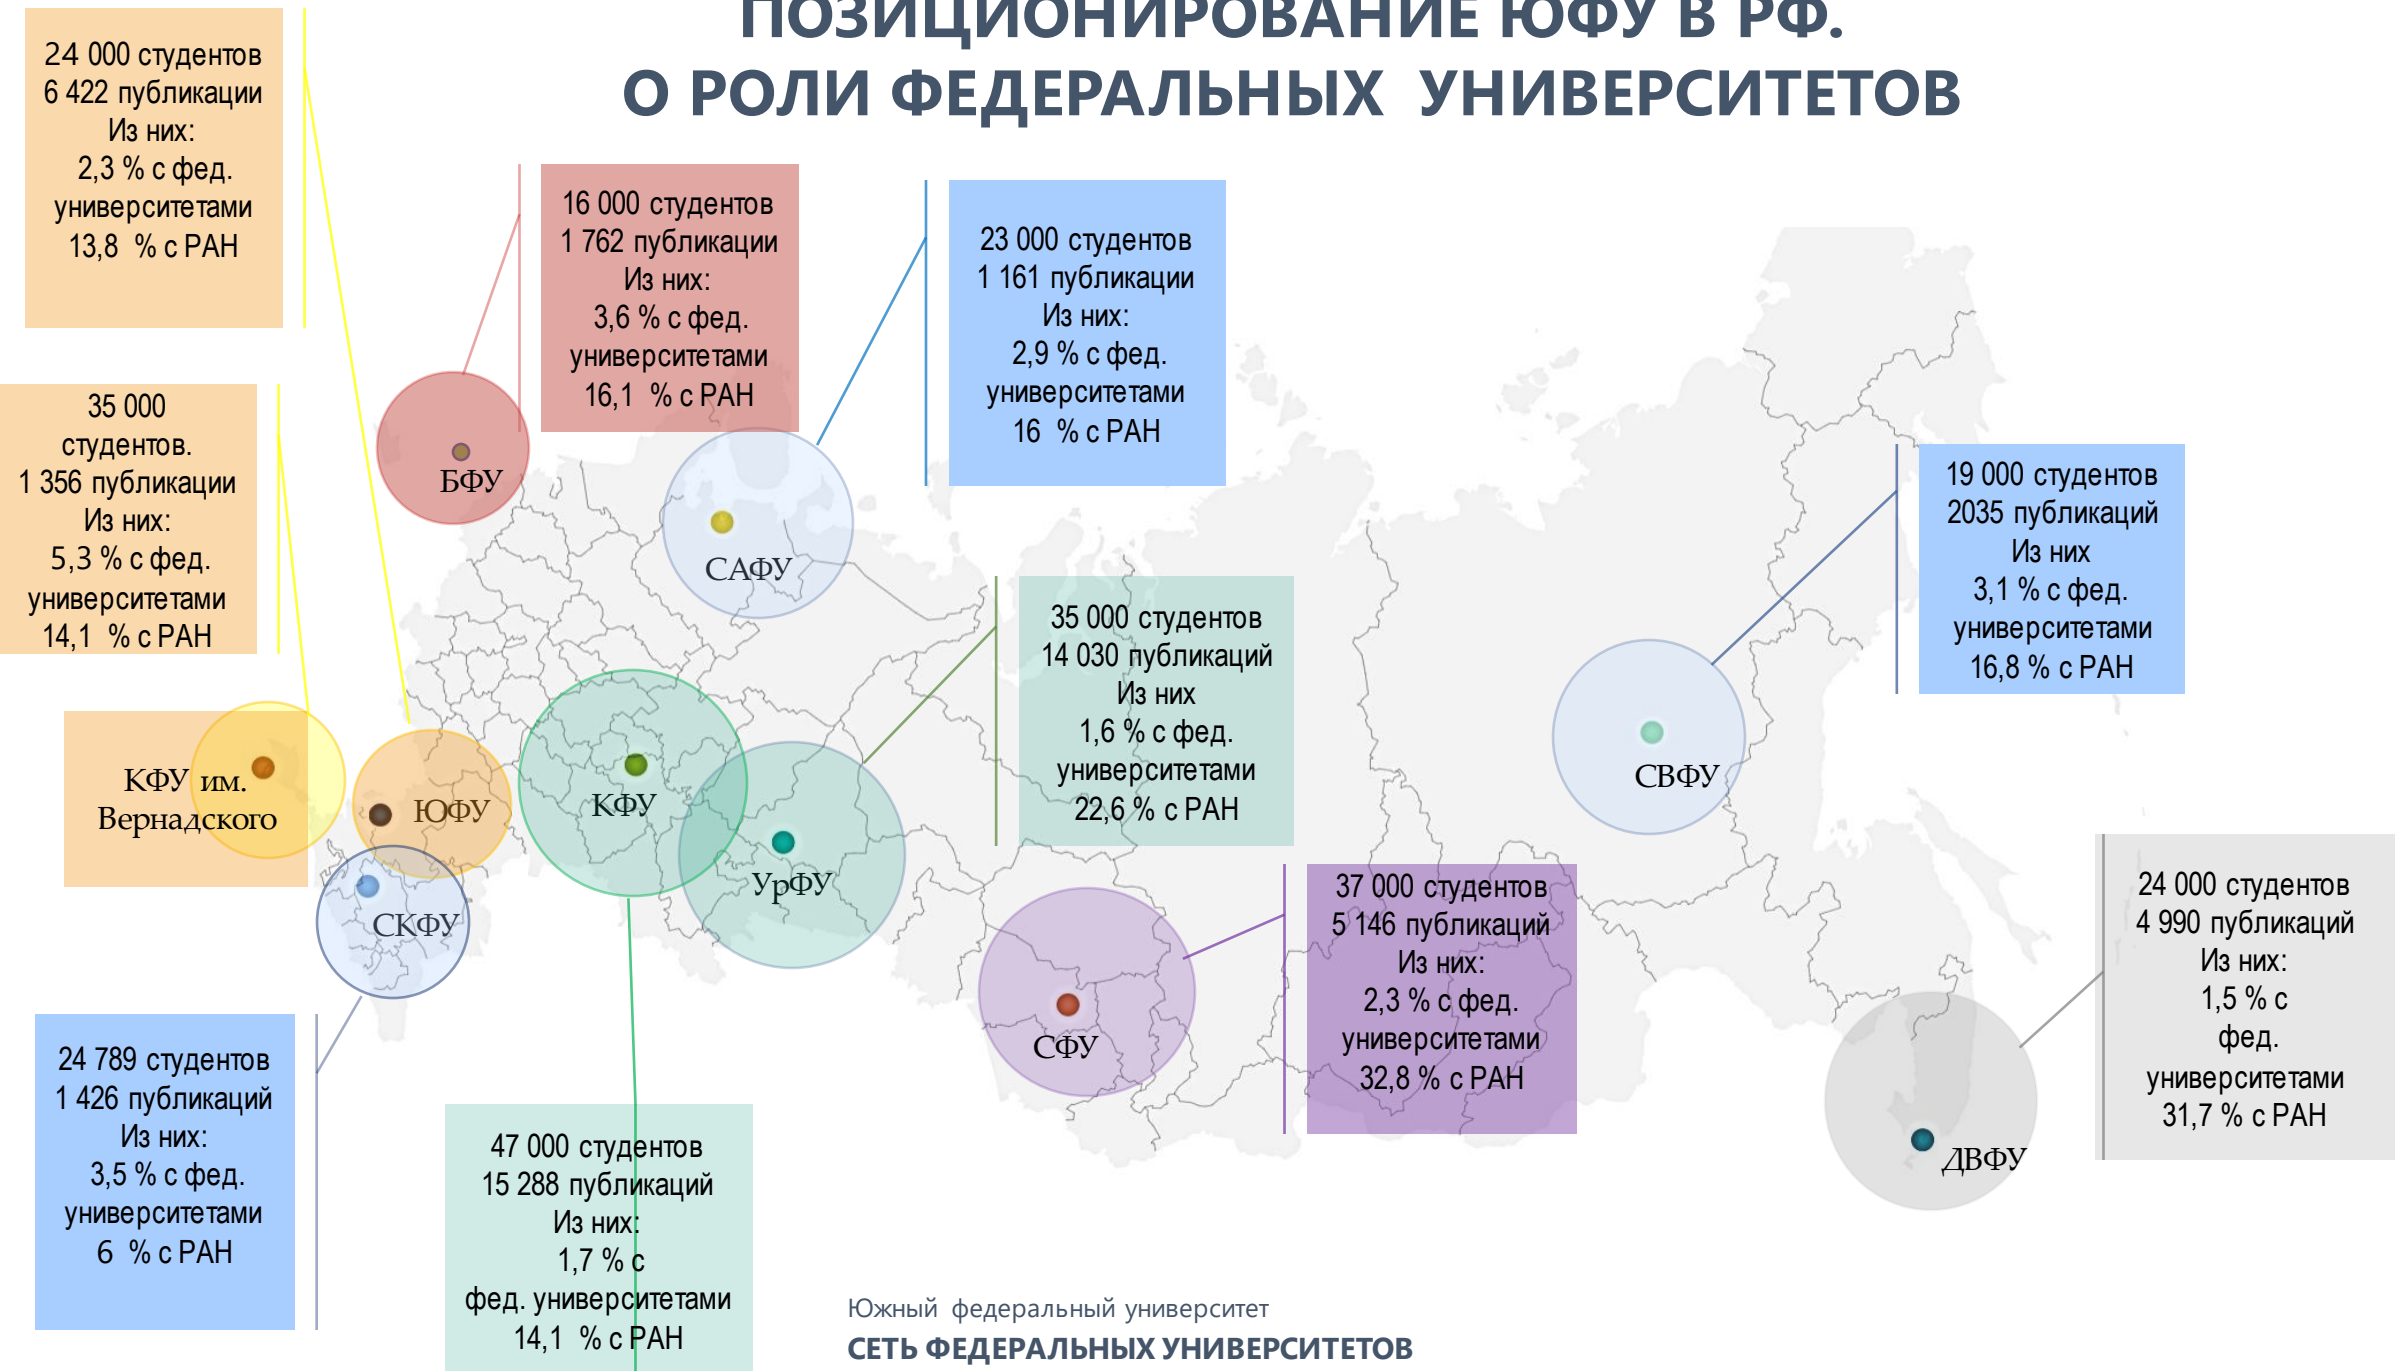 ПОЗИЦИОНИРОВАНИЕ ЮФУ В РФ.
О РОЛИ ФЕДЕРАЛЬНЫХ УНИВЕРСИТЕТОВ
24 000 студентов
6 422 публикации
Из них:
2,3 % с фед.
университетами
13,8 % с РАН
16 000 студентов
1 762 публикации
Из них:
3,6 % с фед.
университетами
16,1 % с РАН
23 000 студентов
1 161 публикации
Из них:
2,9 % с фед.
университетами
16 % с РАН
35 000
студентов.
1 356 публикации
Из них:
5,3 % с фед.
университетами
14,1 % с РАН
19 000 студентов
2035 публикаций
Из них
3,1 % с фед.
университетами
16,8 % с РАН
35 000 студентов
14 030 публикаций
Из них
1,6 % с фед.
университетами
22,6 % с РАН
БФУ
САФУ
КФУ им.
Вернадского
ЮФУ
КФУ
УрФУ
СВФУ
СКФУ
СФУ
ДВФУ
37 000 студентов
5 146 публикаций
Из них:
2,3 % с фед.
университетами
32,8 % с РАН
24 000 студентов
4 990 публикаций
Из них:
1,5 % с
фед.
университетами
31,7 % с РАН
24 789 студентов
1 426 публикаций
Из них:
3,5 % с фед.
университетами
6 % с РАН
47 000 студентов
15 288 публикаций
Из них:
1,7 % с
фед. университетами
14,1 % с РАН
Южный федеральный университет
СЕТЬ ФЕДЕРАЛЬНЫХ УНИВЕРСИТЕТОВ